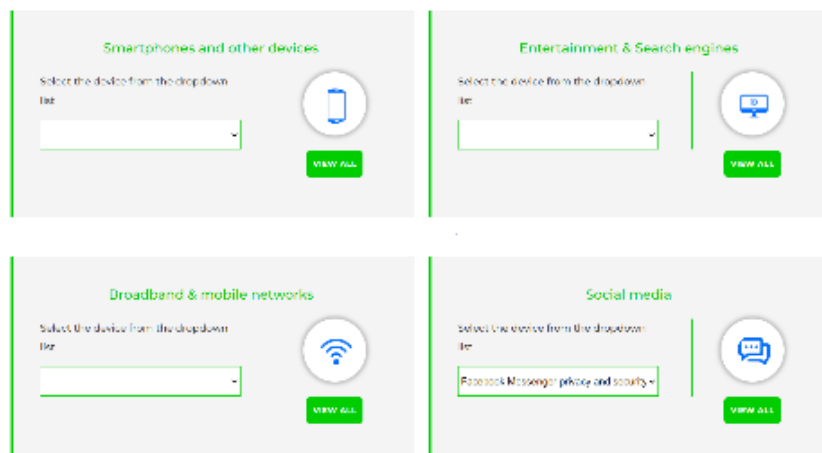 Smartphones and other devices
Select the device from the dropdown
list
VIEW ALL
Entertainment & Search engines
Select the device from the dropdown
list
VIEW ALL
Broadband & mobile networks
Select the device from the dropdown
list
VIEW ALL
Social media
Select the device from the dropdown
list
Facebook Messenger privacy and security
VIEW ALL